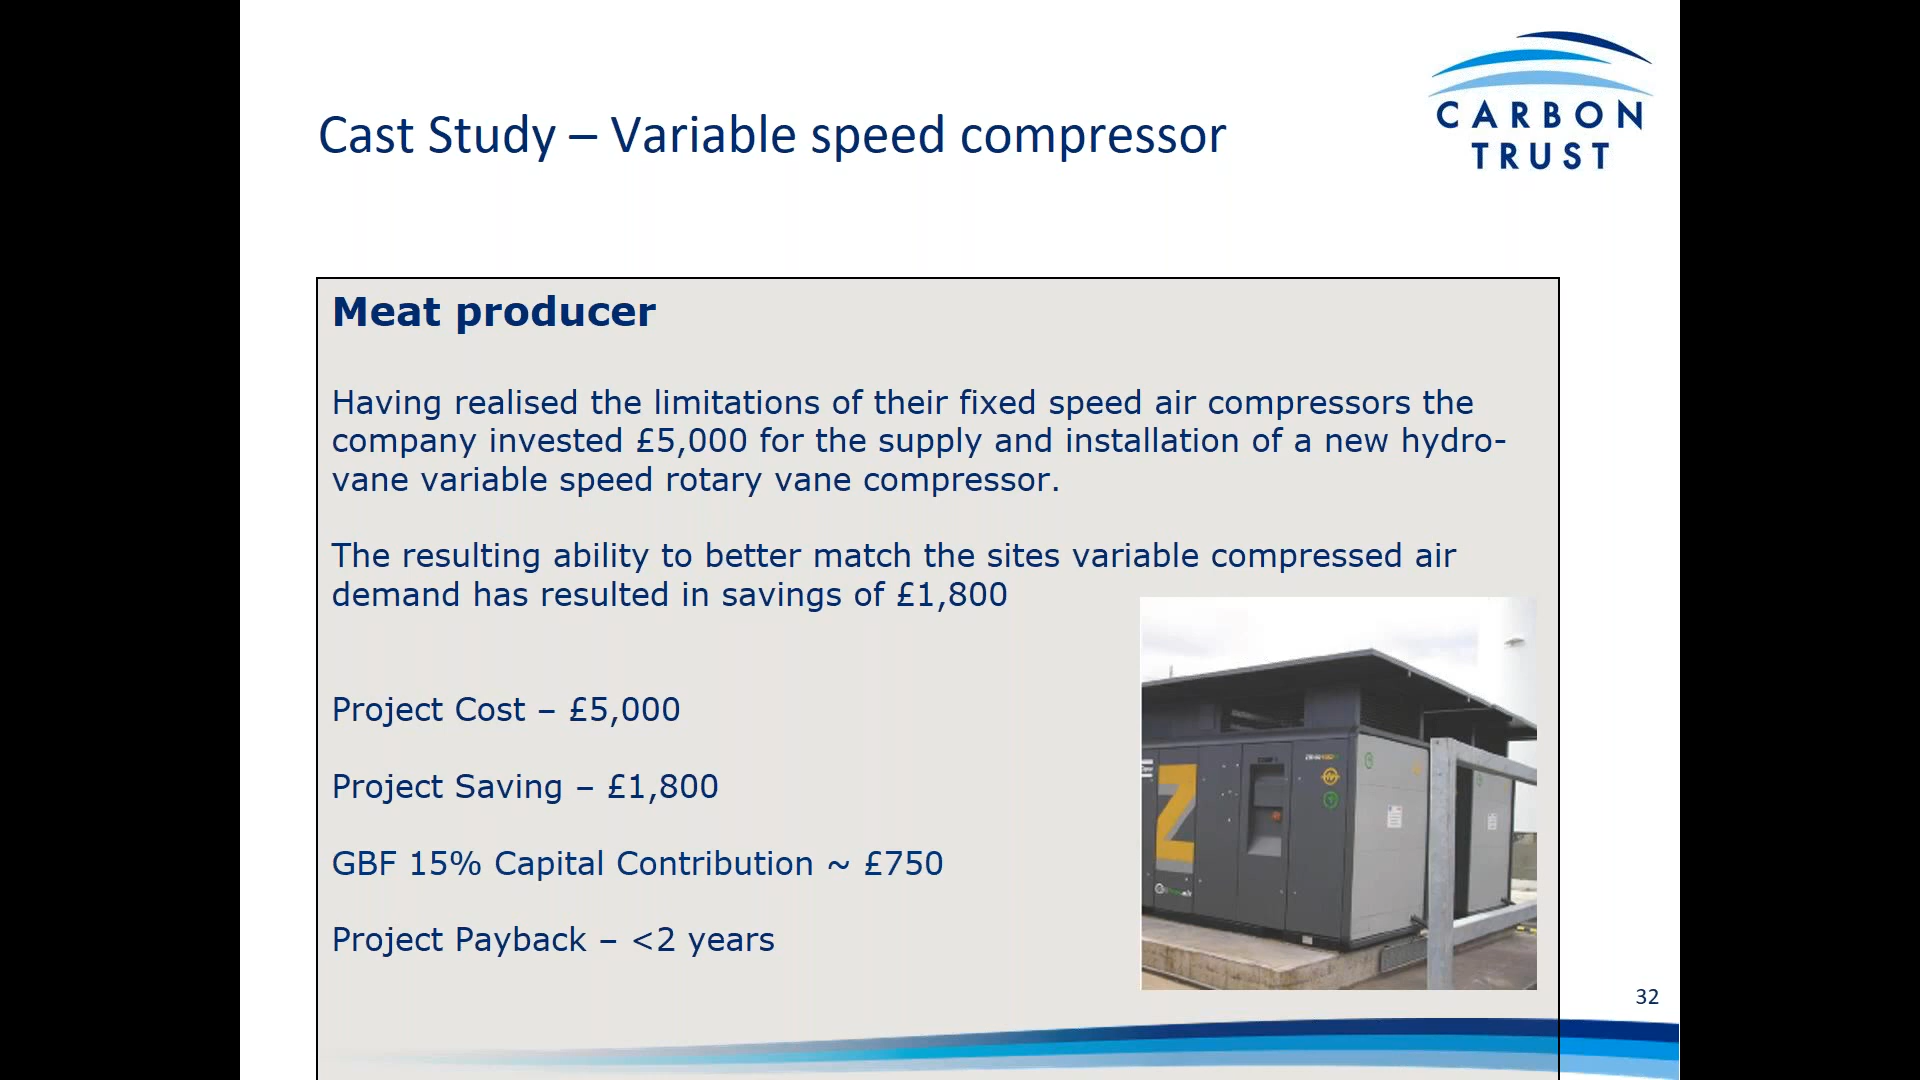 CARBON
TRUST
Cast Study – Variable speed compressor
Meat producer
Having realised the limitations of their fixed speed air compressors the
company invested £5,000 for the supply and installation of a new hydro-
vane variable speed rotary vane compressor.
The resulting ability to better match the sites variable compressed air
demand has resulted in savings of £1,800
Project Cost – £5,000
Project Saving – £1,800
GBF 15% Capital Contribution ~ £750
Project Payback – <2 years
Z
32